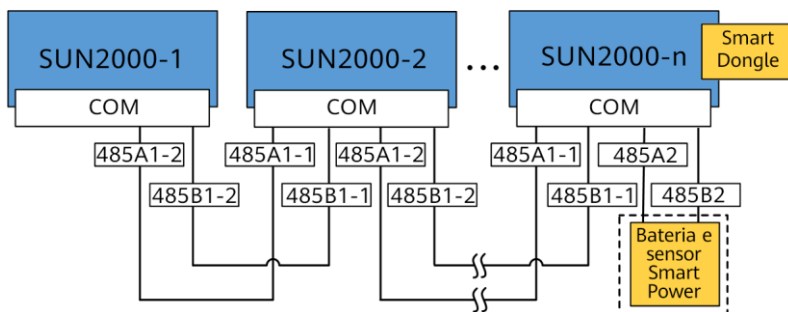 SUN2000-1
SUN2000-2
...
SUN2000-n
Smart
Dongle
COM
COM
COM
485A1-2
485A1-1
485A1-2
485A1-1
485A2
485B1-2
485B1-1
485B1-2
485B1-1
485B2
Bateria e
sensor
Smart
Power